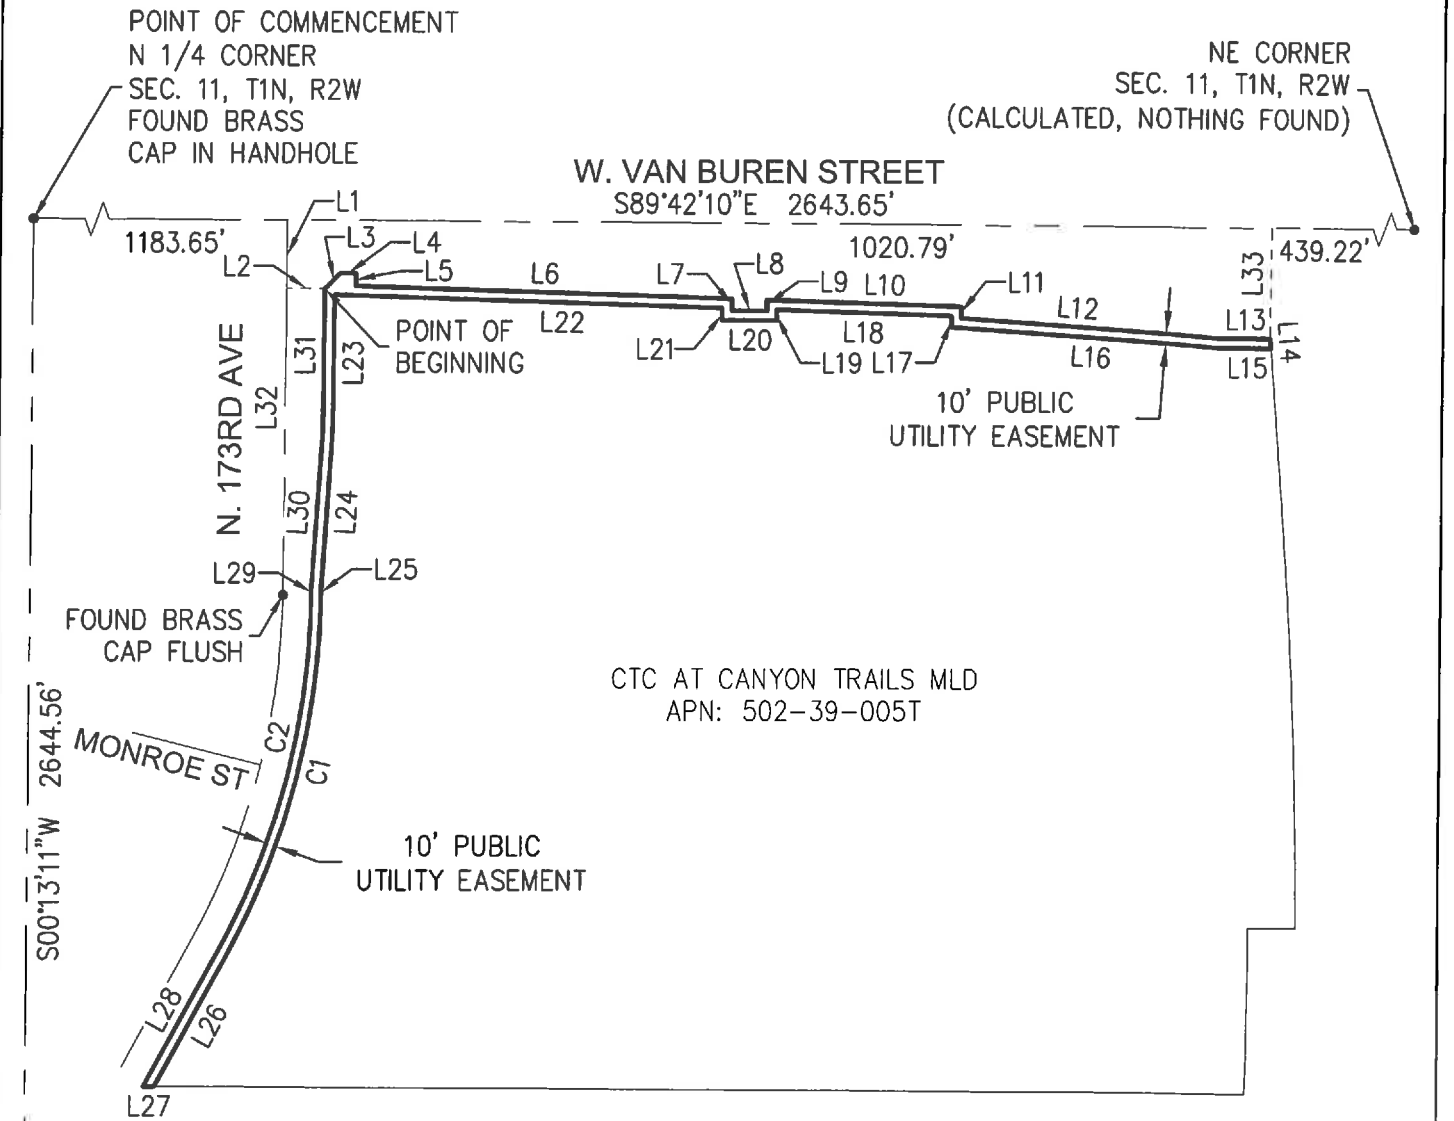 POINT OF COMMENCEMENT
N 1/4 CORNER
SEC. 11, T1N, R2W
FOUND BRASS
CAP IN HANDHOLE
NE CORNER
SEC. 11, T1N, R2W
(CALCULATED, NOTHING FOUND)
W. VAN BUREN STREET
S89°42'10"E 2643.65'
1183.65'
1020.79'
439.22'
L1
L2
L3
L4
L5
L6
L7
L8
L9
L10
L11
L12
L13
L33
L14
L22
L21
L20
L19
L18
L17
L16
L15
POINT OF
BEGINNING
10' PUBLIC
UTILITY EASEMENT
N. 173RD AVE
L32
L31
L23
L30
L24
L29
L25
FOUND BRASS
CAP FLUSH
CTC AT CANYON TRAILS MLD
APN: 502-39-005T
S00°13'11"W 2644.56'
MONROE ST
C2
C1
10' PUBLIC
UTILITY EASEMENT
L28
L26
L27